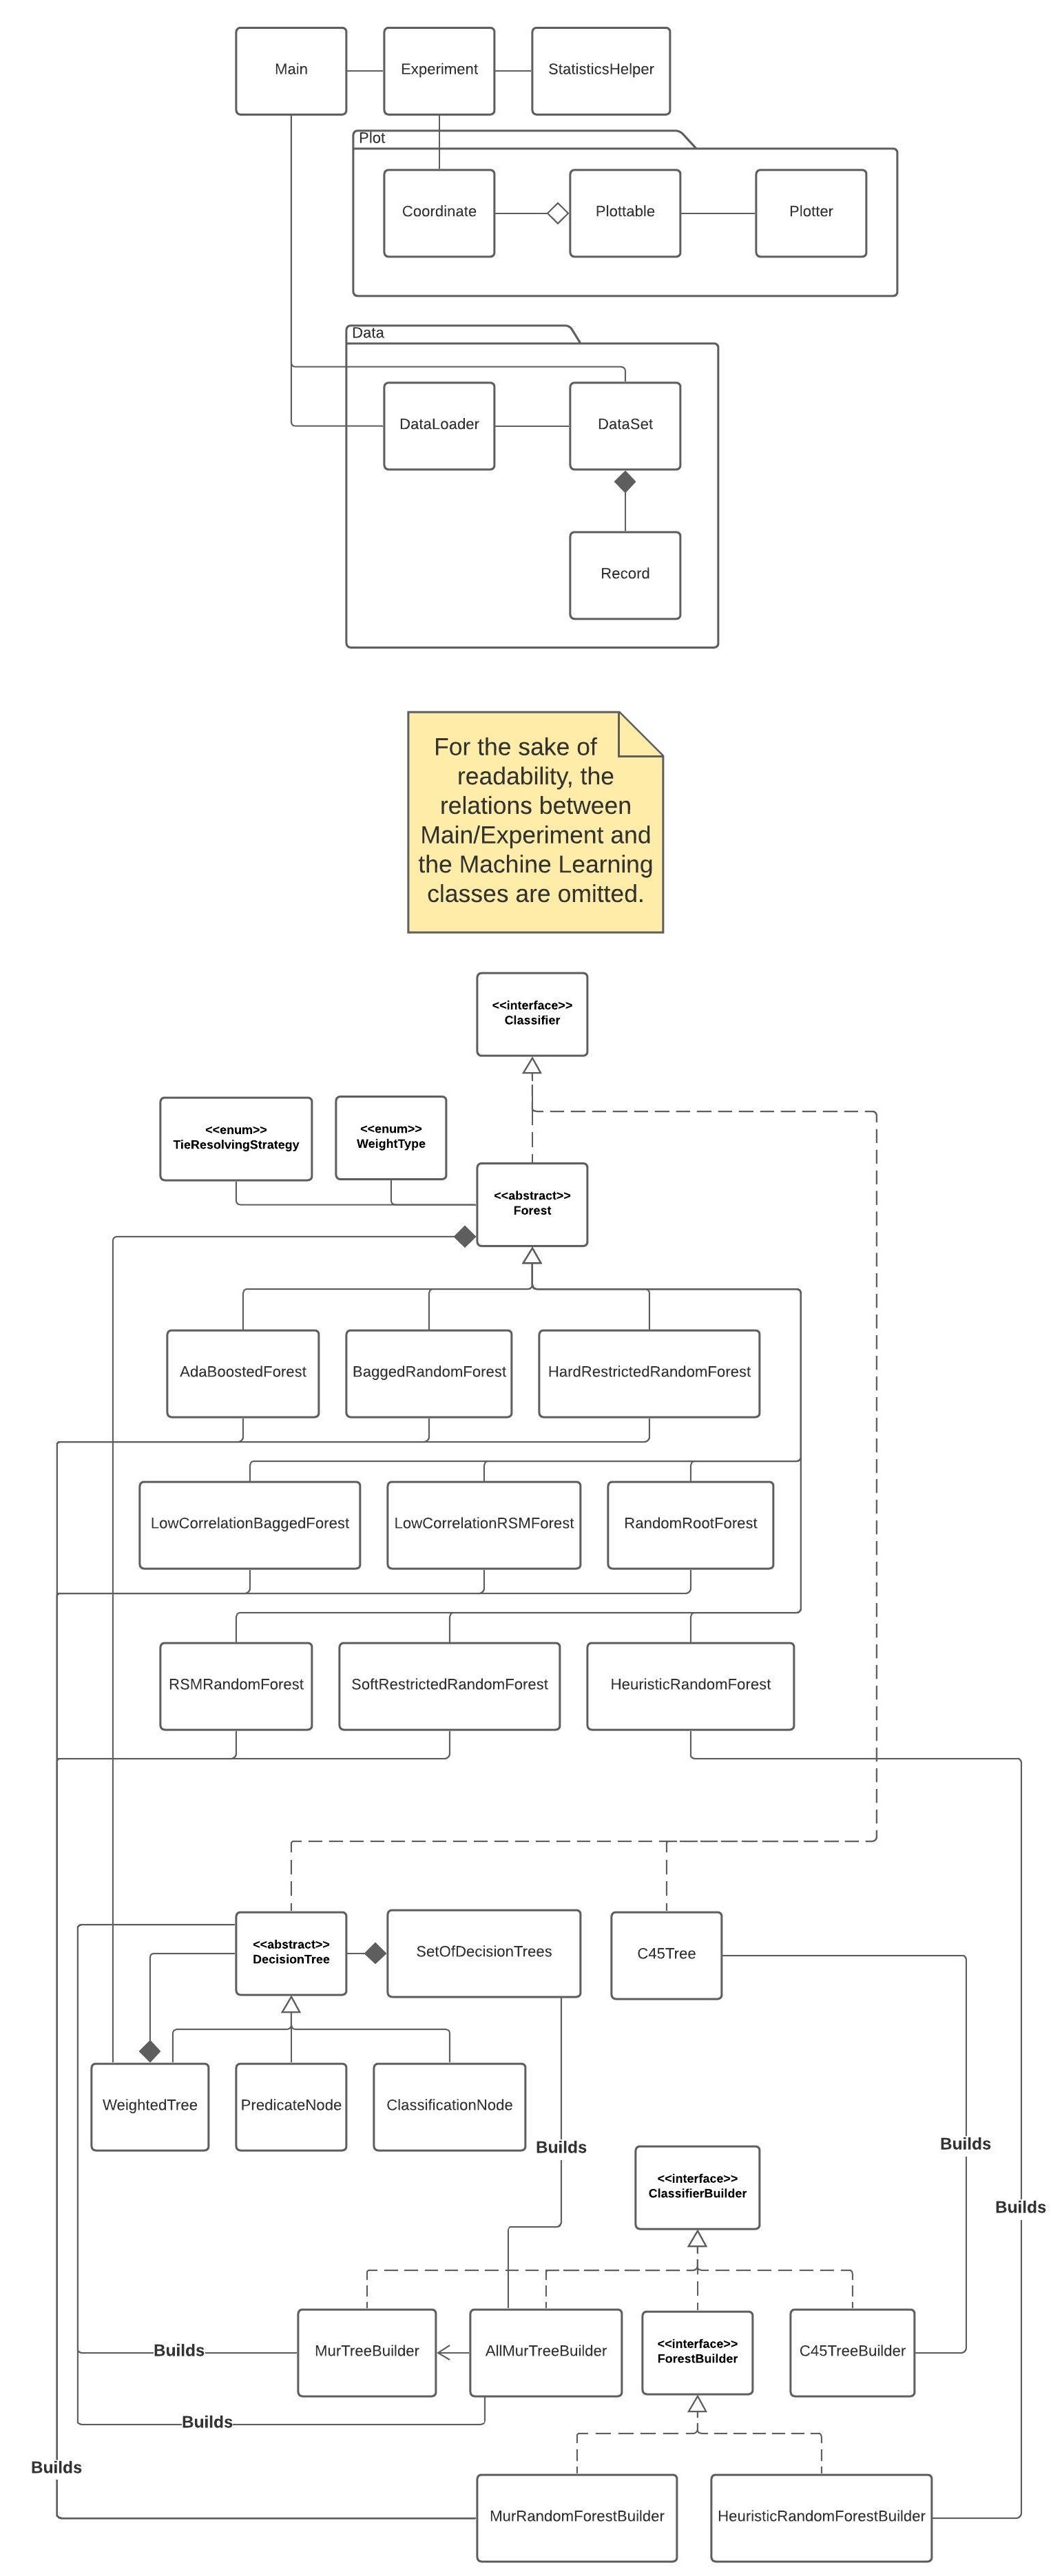 Main
Experiment
StatisticsHelper
Plot
Coordinate
Plottable
Plotter
Data
DataLoader
DataSet
Record
For the sake of
readability, the
relations between
Main/Experiment and
the Machine Learning
classes are omitted.
<<interface>>
Classifier
<<enum>>
TieResolvingStrategy
<<enum>>
WeightType
<<abstract>>
Forest
AdaBoostedForest
BaggedRandomForest
HardRestrictedRandomForest
LowCorrelationBaggedForest
LowCorrelationRSMForest
RandomRootForest
RSMRandomForest
SoftRestrictedRandomForest
HeuristicRandomForest
<<abstract>>
DecisionTree
SetOfDecisionTrees
C45Tree
WeightedTree
PredicateNode
ClassificationNode
Builds
Builds
<<interface>>
ClassifierBuilder
Builds
MurTreeBuilder
AllMurTreeBuilder
<<interface>>
ForestBuilder
C45TreeBuilder
Builds
Builds
Builds
MurRandomForestBuilder
HeuristicRandomForestBuilder